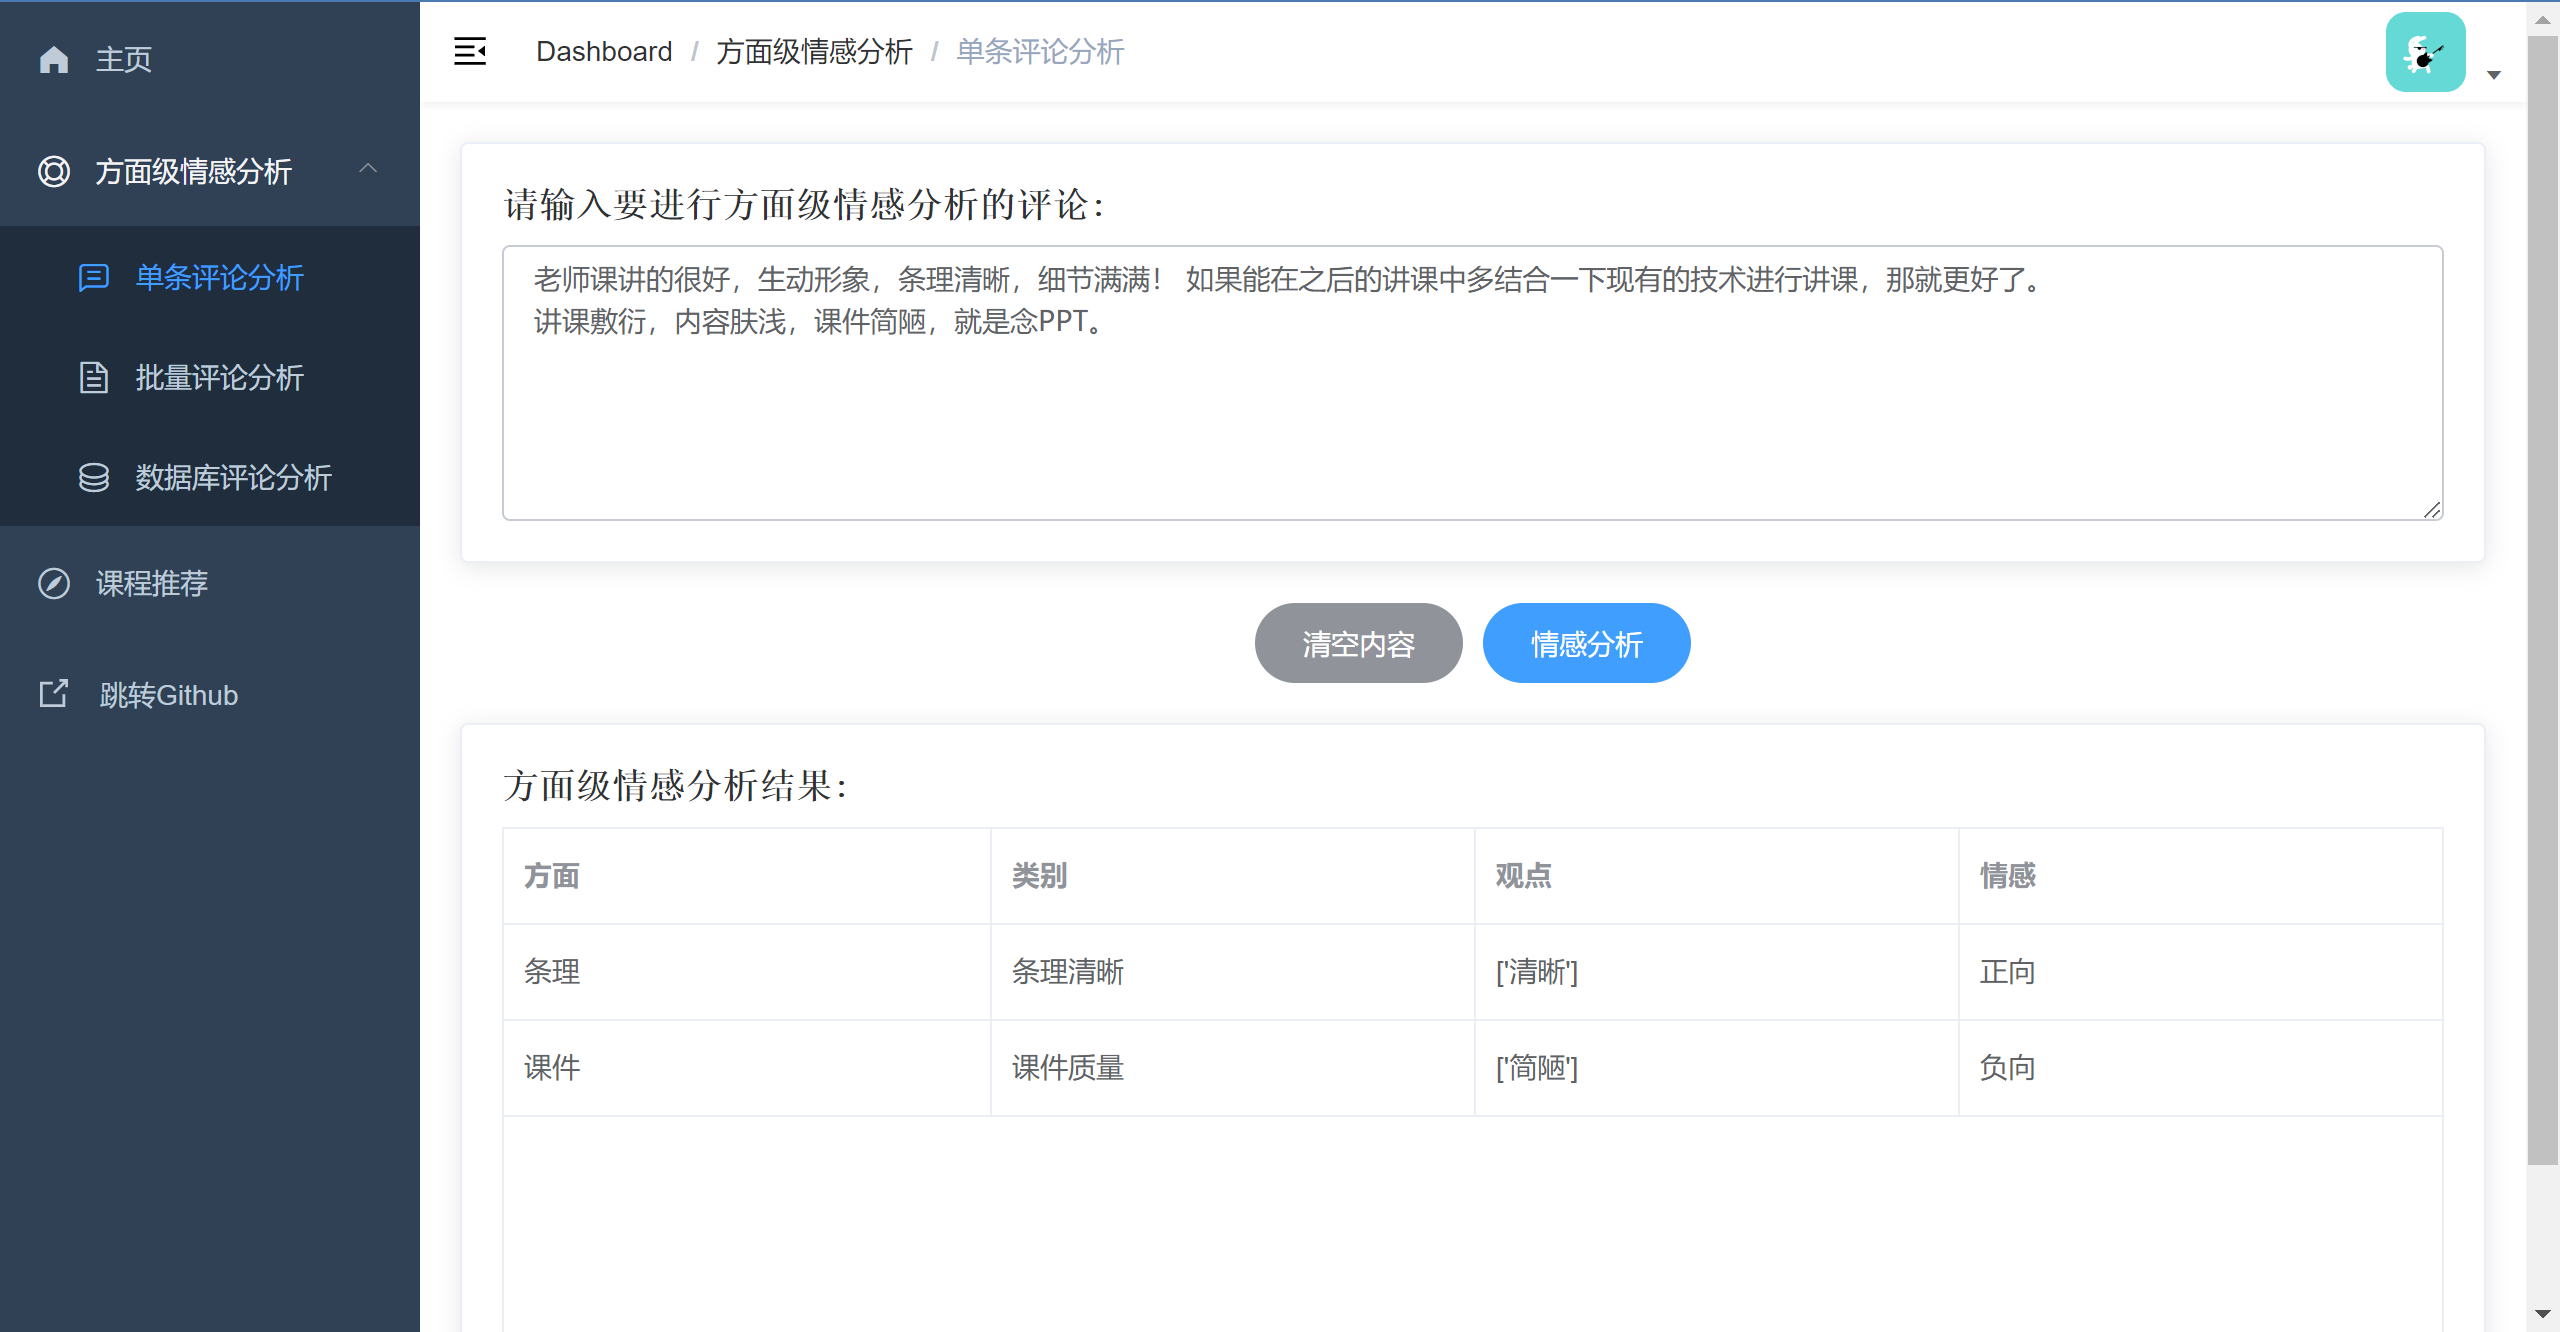 主页
方面级情感分析
单条评论分析
批量评论分析
数据库评论分析
课程推荐
跳转Github
Dashboard / 方面级情感分析 / 单条评论分析
请输入要进行方面级情感分析的评论：
老师课讲的很好，生动形象，条理清晰，细节满满！ 如果能在之后的讲课中多结合一下现有的技术进行讲课，那就更好了。
讲课敷衍，内容肤浅，课件简陋，就是念PPT。
清空内容 情感分析
方面级情感分析结果：
方面 类别 观点 情感
条理 条理清晰 ['清晰'] 正向
课件 课件质量 ['简陋'] 负向